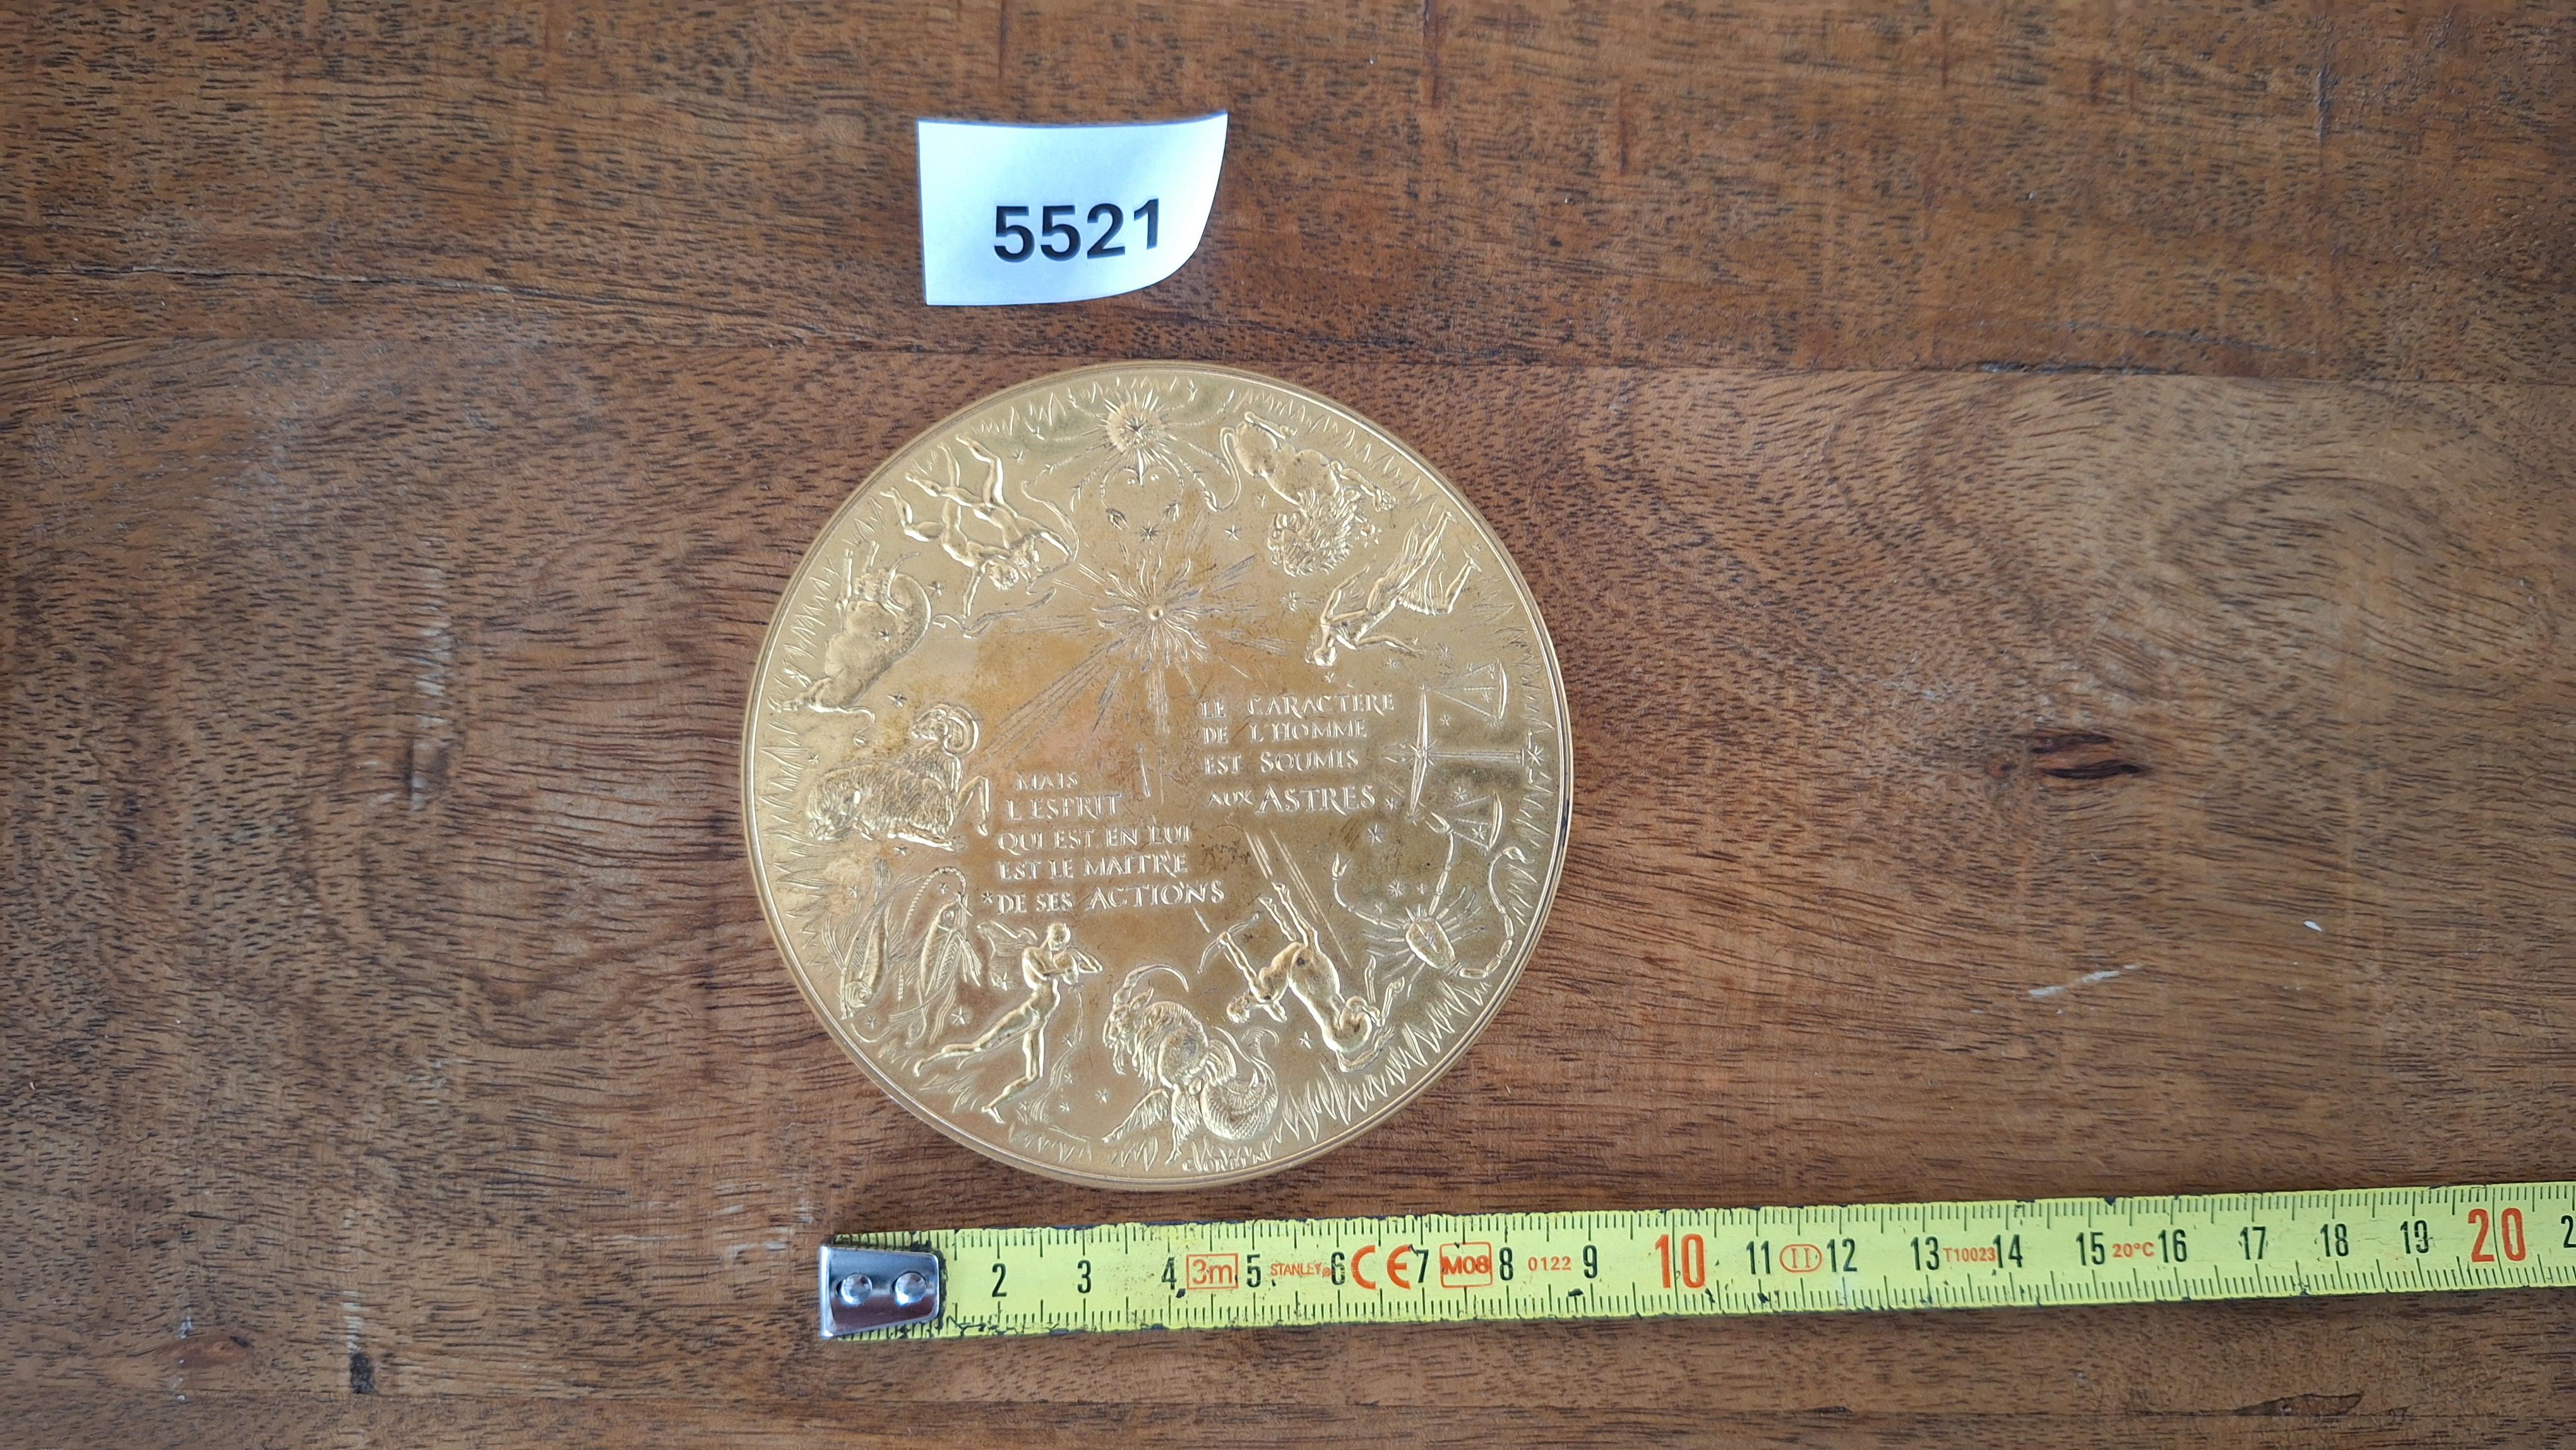 5521
LE CARACTERE
DE L'HOMME
EST SOUMIS
AUX ASTRES
MAIS
L'ESPRIT
QUI EST EN LUI
EST LE MAITRE
DE SES ACTIONS
2 3 4 3m 5 STANLEY 6 CE 7 M08 8 0122 9 10 11 II 12 13 T10023 14 15 20°C 16 17 18 19 20 2